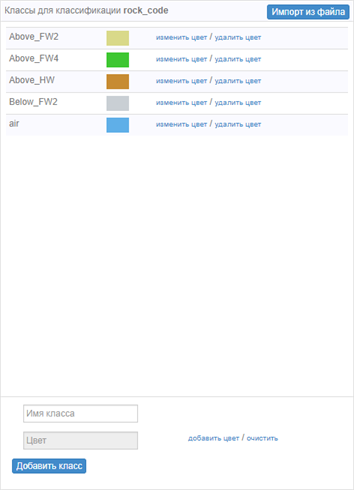 Классы для классификации rock_code Импорт из файла
Above_FW2 изменить цвет / удалить цвет
Above_FW4 изменить цвет / удалить цвет
Above_HW изменить цвет / удалить цвет
Below_FW2 изменить цвет / удалить цвет
air изменить цвет / удалить цвет
Имя класса
Цвет добавить цвет / очистить
Добавить класс